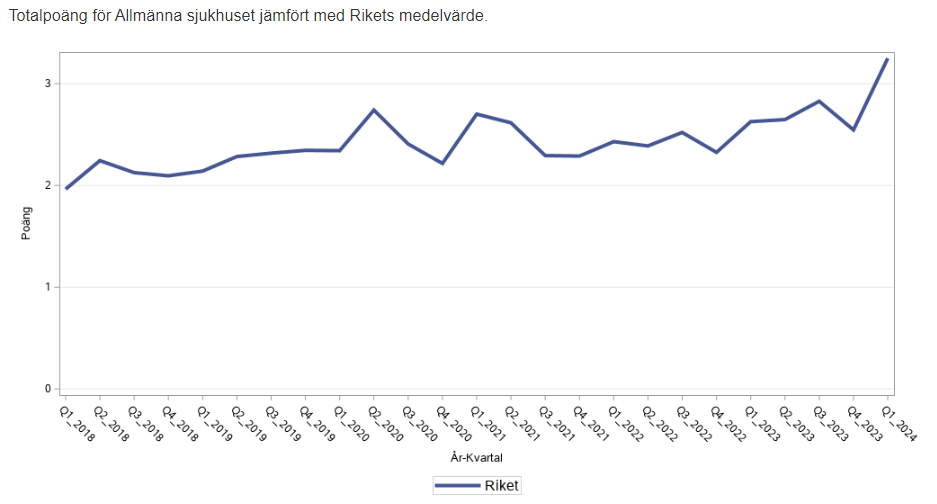 Totalpoäng för Allmänna sjukhuset jämfört med Rikets medelvärde.
3
2
1
0
Poäng
Q1_2018
Q2_2018
Q3_2018
Q4_2018
Q1_2019
Q2_2019
Q3_2019
Q4_2019
Q1_2020
Q2_2020
Q3_2020
Q4_2020
Q1_2021
Q2_2021
Q3_2021
Q4_2021
Q1_2022
Q2_2022
Q3_2022
Q4_2022
Q1_2023
Q2_2023
Q3_2023
Q4_2023
Q1_2024
År-Kvartal
Riket